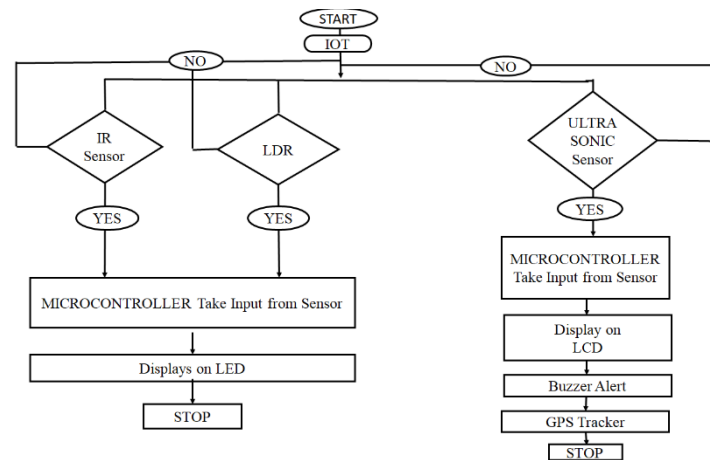 START
IOT
NO
NO
IR
Sensor
LDR
ULTRA
SONIC
Sensor
YES
YES
YES
MICROCONTROLLER Take Input from Sensor
MICROCONTROLLER
Take Input from Sensor
Displays on LED
Display on
LCD
STOP
Buzzer Alert
GPS Tracker
STOP